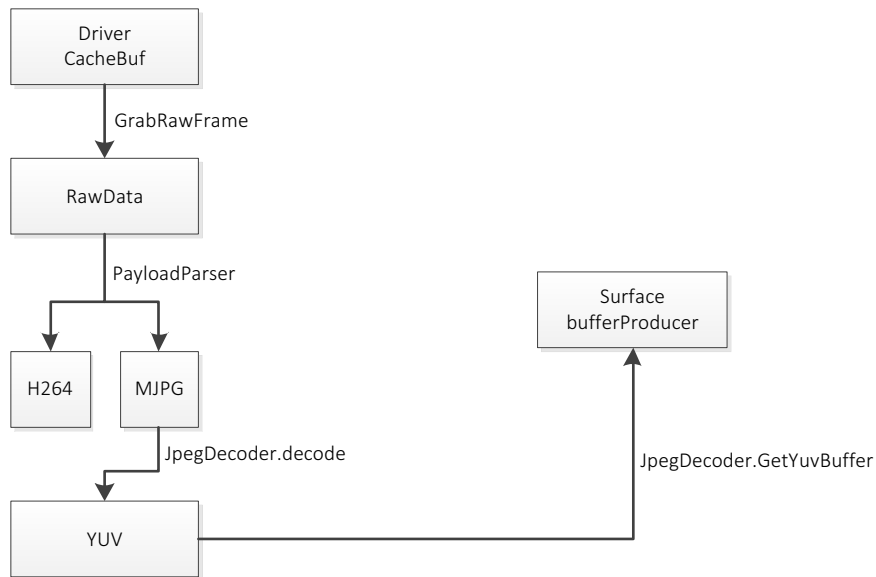 Driver
CacheBuf
GrabRawFrame
RawData
PayloadParser
Surface
bufferProducer
H264
MJPG
JpegDecoder.decode
JpegDecoder.GetYuvBuffer
YUV